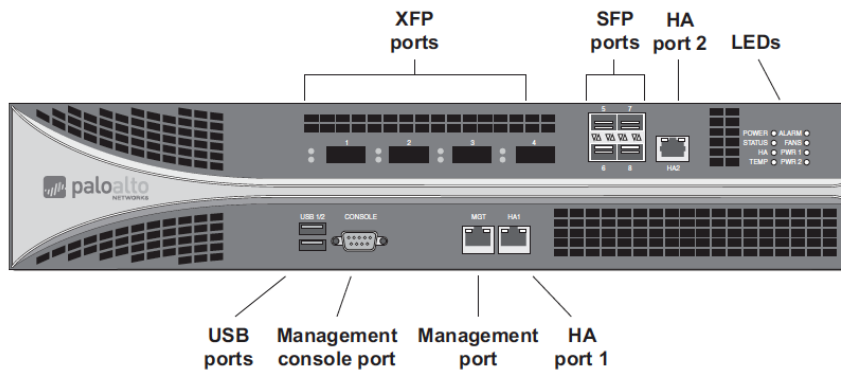 XFP
ports
SFP
ports
HA
port 2
LEDs
5 7
1 2 3 4
POWER ALARM
STATUS FANS
HA PWR 1
TEMP PWR 2
6 8
HA2
paloalto
NETWORKS
USB 1/2 CONSOLE MGT HA1
USB
ports
Management
console port
Management
port
HA
port 1